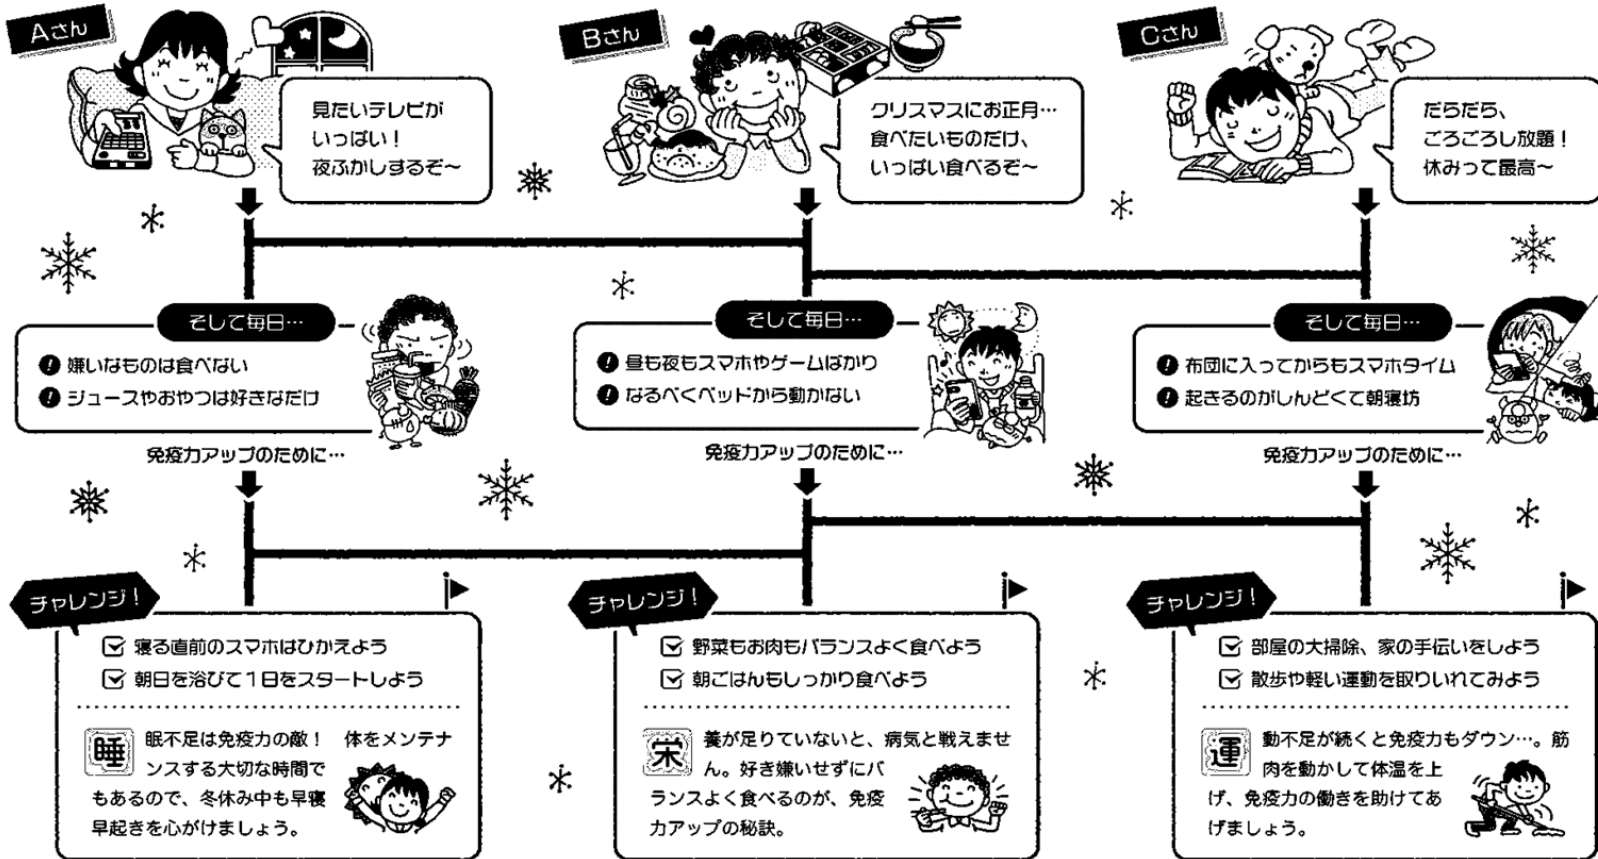 Aさん
見たいテレビが
いっぱい！
夜ふかしするぞ〜
Bさん
クリスマスにお正月…
食べたいものだけ、
いっぱい食べるぞ〜
Cさん
だらだら、
ごろごろし放題！
休みって最高〜
そして毎日…
嫌いなものは食べない
ジュースやおやつは好きなだけ
免疫力アップのために…
そして毎日…
昼も夜もスマホやゲームばかり
なるべくベッドから動かない
免疫力アップのために…
そして毎日…
布団に入ってからもスマホタイム
起きるのがしんどくて朝寝坊
免疫力アップのために…
チャレンジ！
寝る直前のスマホはひかえよう
朝日を浴びて1日をスタートしよう
睡眠不足は免疫力の敵！　体をメンテナ
ンスする大切な時間で
もあるので、冬休み中も早寝
早起きを心がけましょう。
チャレンジ！
野菜もお肉もバランスよく食べよう
朝ごはんもしっかり食べよう
栄養が足りていないと、病気と戦えませ
ん。好き嫌いせずにバ
ランスよく食べるのが、免疫
力アップの秘訣。
チャレンジ！
部屋の大掃除、家の手伝いをしよう
散歩や軽い運動を取りいれてみよう
運動不足が続くと免疫力もダウン…。筋
肉を動かして体温を上
げ、免疫力の働きを助けてあ
げましょう。